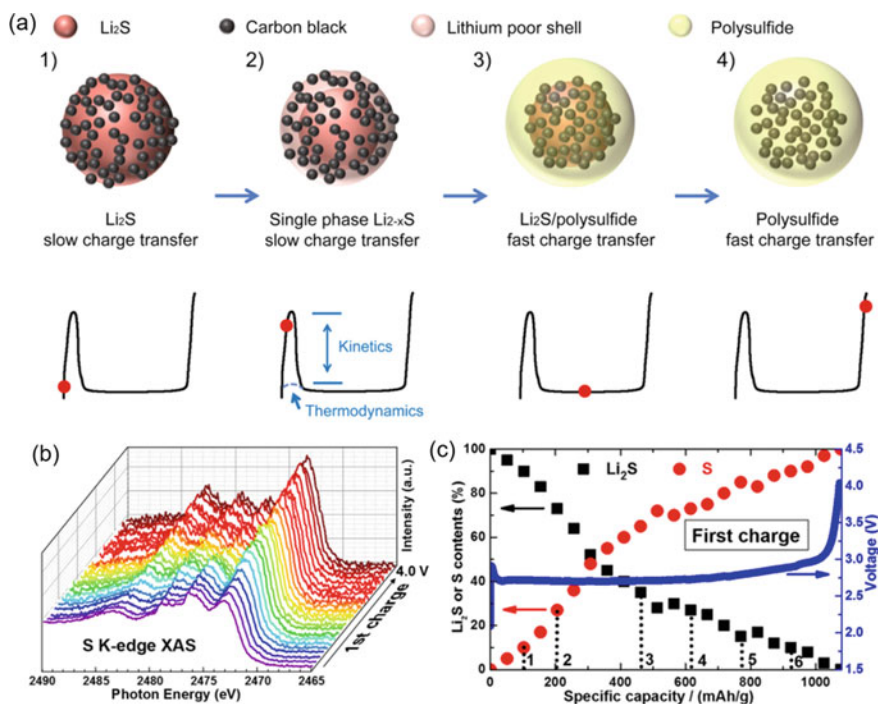 (a)
Li₂S
Carbon black
Lithium poor shell
Polysulfide
1)
2)
3)
4)
Li₂S
slow charge transfer
Single phase Li₂₋ₓS
slow charge transfer
Li₂S/polysulfide
fast charge transfer
Polysulfide
fast charge transfer
Kinetics
Thermodynamics
(b)
Intensity (a.u.)
4.0 V
1st charge
S K-edge XAS
2490
2485
2480
2475
2470
2465
Photon Energy (eV)
(c)
Li₂S or S contents (%)
100
80
60
40
20
0
Li₂S
S
First charge
1
2
3
4
5
6
0
200
400
600
800
1000
Specific capacity / (mAh/g)
4.5
4.0
3.5
3.0
2.5
2.0
1.5
Voltage (V)